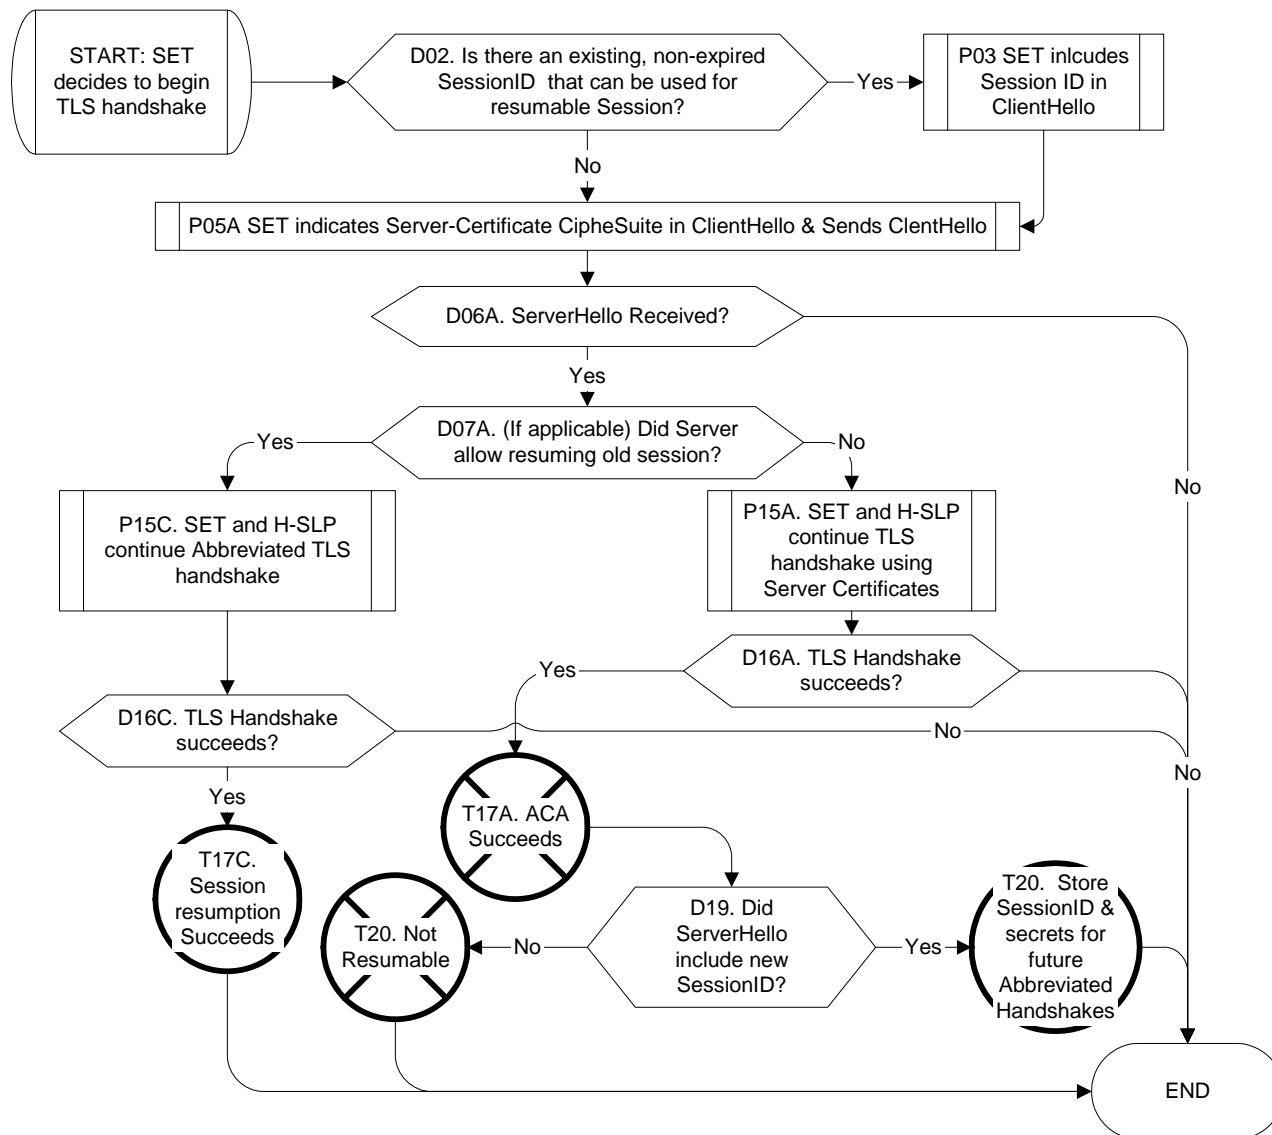 START: SET
decides to begin
TLS handshake
D02. Is there an existing, non-expired
SessionID that can be used for
resumable Session?
Yes
P03 SET inlcudes
Session ID in
ClientHello
No
P05A SET indicates Server-Certificate CipheSuite in ClientHello & Sends ClentHello
D06A. ServerHello Received?
Yes
D07A. (If applicable) Did Server
allow resuming old session?
Yes
No
No
P15C. SET and H-SLP
continue Abbreviated TLS
handshake
P15A. SET and H-SLP
continue TLS
handshake using
Server Certificates
D16A. TLS Handshake
succeeds?
Yes
D16C. TLS Handshake
succeeds?
No
No
Yes
T17A. ACA
Succeeds
T17C.
Session
resumption
Succeeds
T20. Not
Resumable
No
D19. Did
ServerHello
include new
SessionID?
Yes
T20. Store
SessionID &
secrets for
future
Abbreviated
Handshakes
END